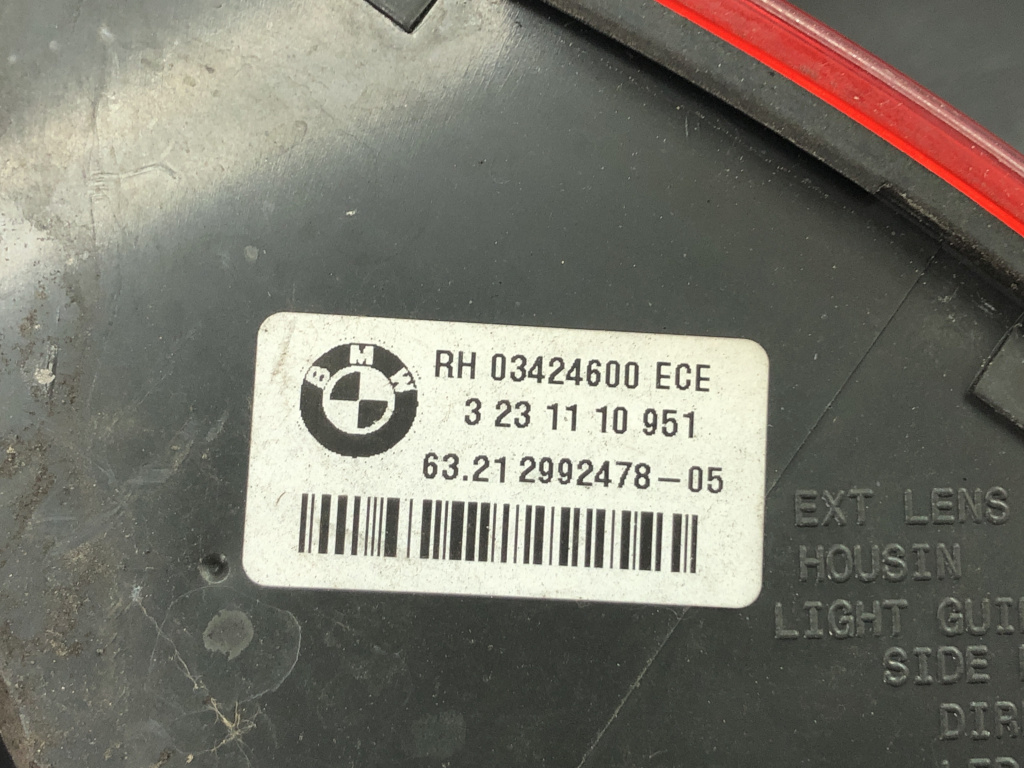 BMW
RH 03424600 ECE
3 23 11 10 951
63.21 2992478-05
EXT LENS
HOUSIN
LIGHT GUI
SIDE
DIR